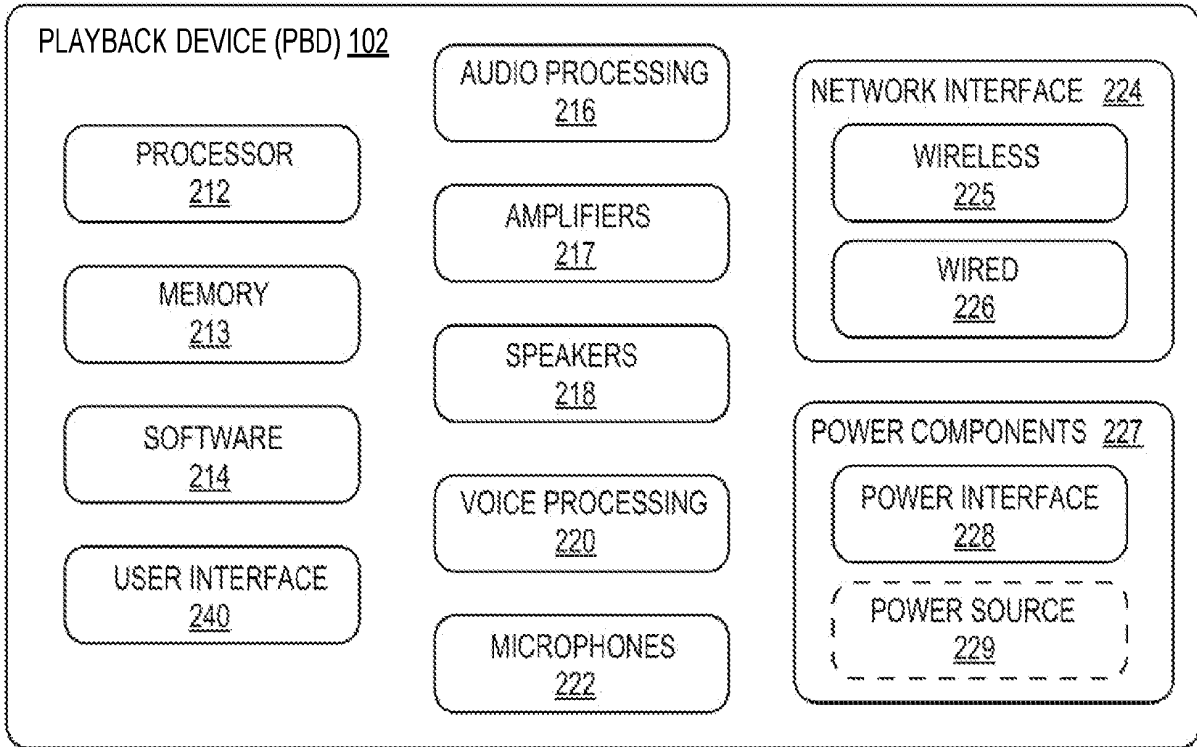 PLAYBACK DEVICE (PBD) 102
PROCESSOR
212
MEMORY
213
SOFTWARE
214
USER INTERFACE
240
AUDIO PROCESSING
216
AMPLIFIERS
217
SPEAKERS
218
VOICE PROCESSING
220
MICROPHONES
222
NETWORK INTERFACE 224
WIRELESS
225
WIRED
226
POWER COMPONENTS 227
POWER INTERFACE
228
POWER SOURCE
229